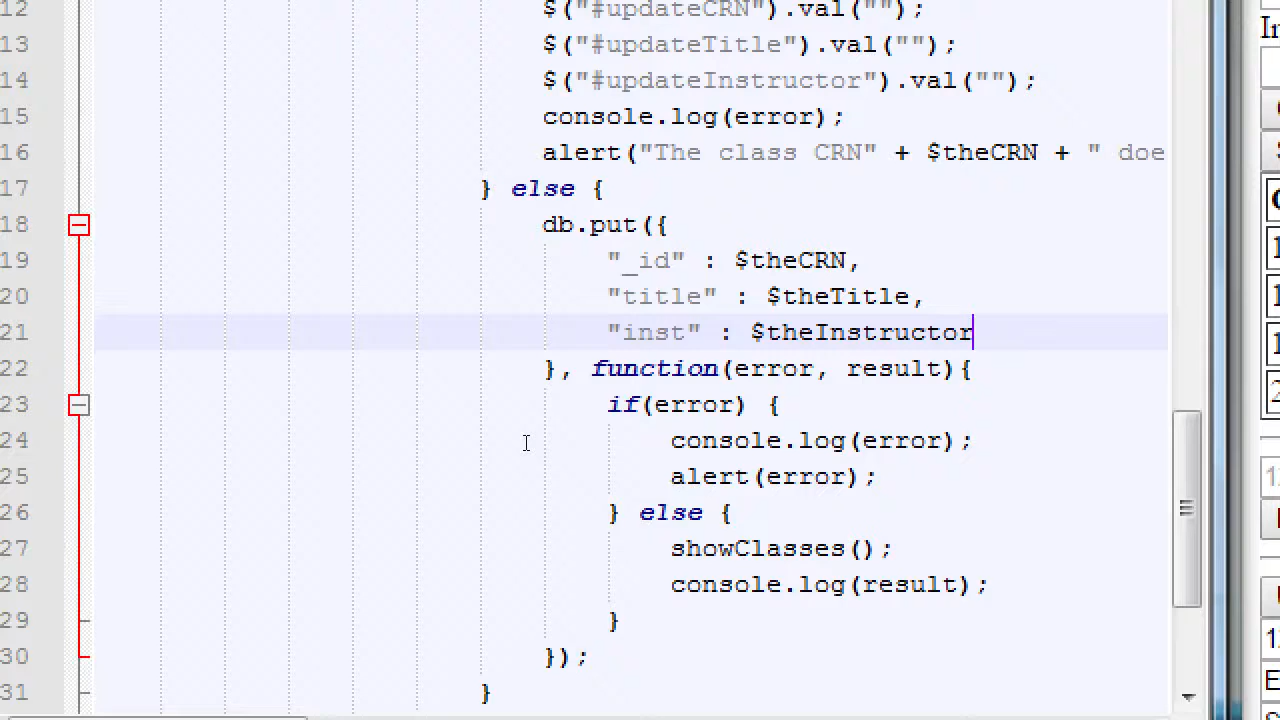 12 $("#updateCRN").val("");
13 $("#updateTitle").val("");
14 $("#updateInstructor").val("");
15 console.log(error);
16 alert("The class CRN" + $theCRN + " doe
17 } else {
18 db.put({
19 "_id" : $theCRN,
20 "title" : $theTitle,
21 "inst" : $theInstructor
22 }, function(error, result){
23 if(error) {
24 console.log(error);
25 alert(error);
26 } else {
27 showClasses();
28 console.log(result);
29 }
30 });
31 }